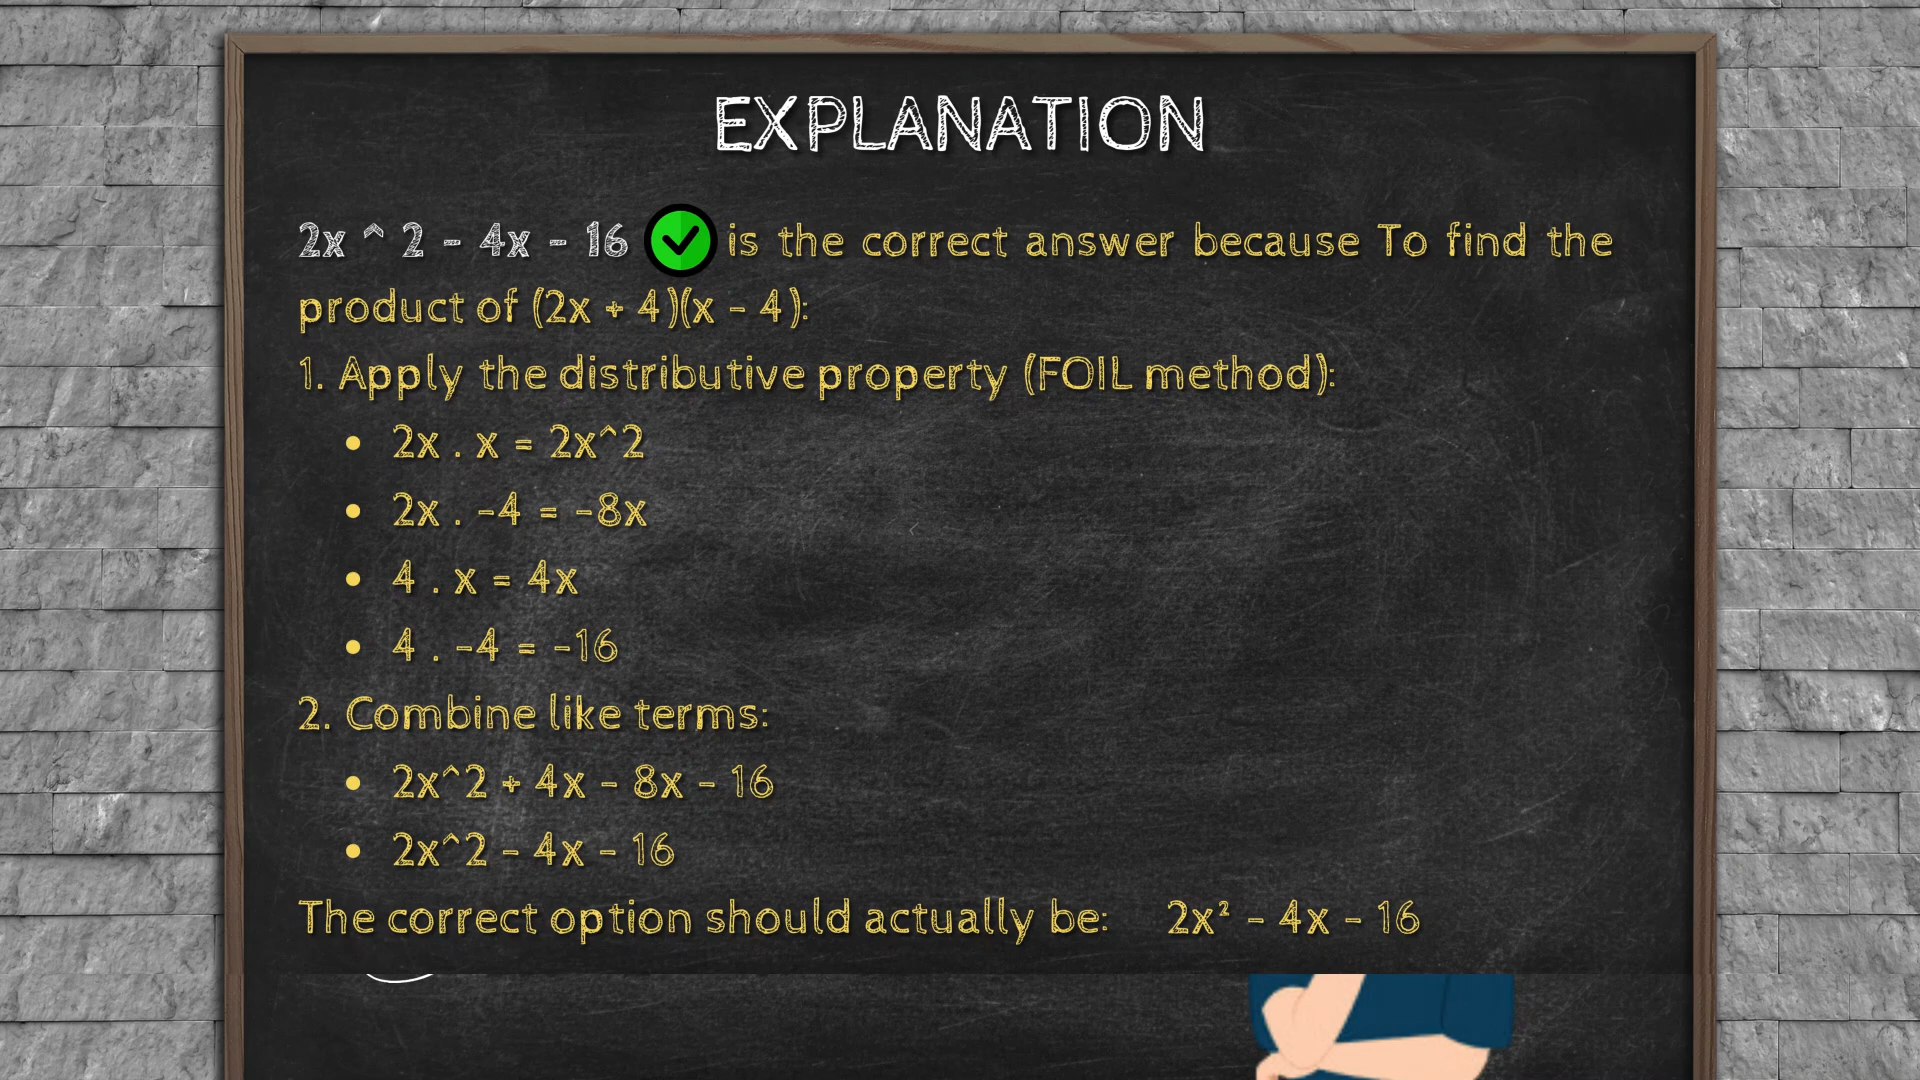 EXPLANATION
2x ^ 2 - 4x - 16 is the correct answer because To find the
product of (2x + 4)(x - 4):
1. Apply the distributive property (FOIL method):
• 2x . x = 2x^2
• 2x . -4 = -8x
• 4 . x = 4x
• 4 . -4 = -16
2. Combine like terms:
• 2x^2 + 4x - 8x - 16
• 2x^2 - 4x - 16
The correct option should actually be: 2x² - 4x - 16